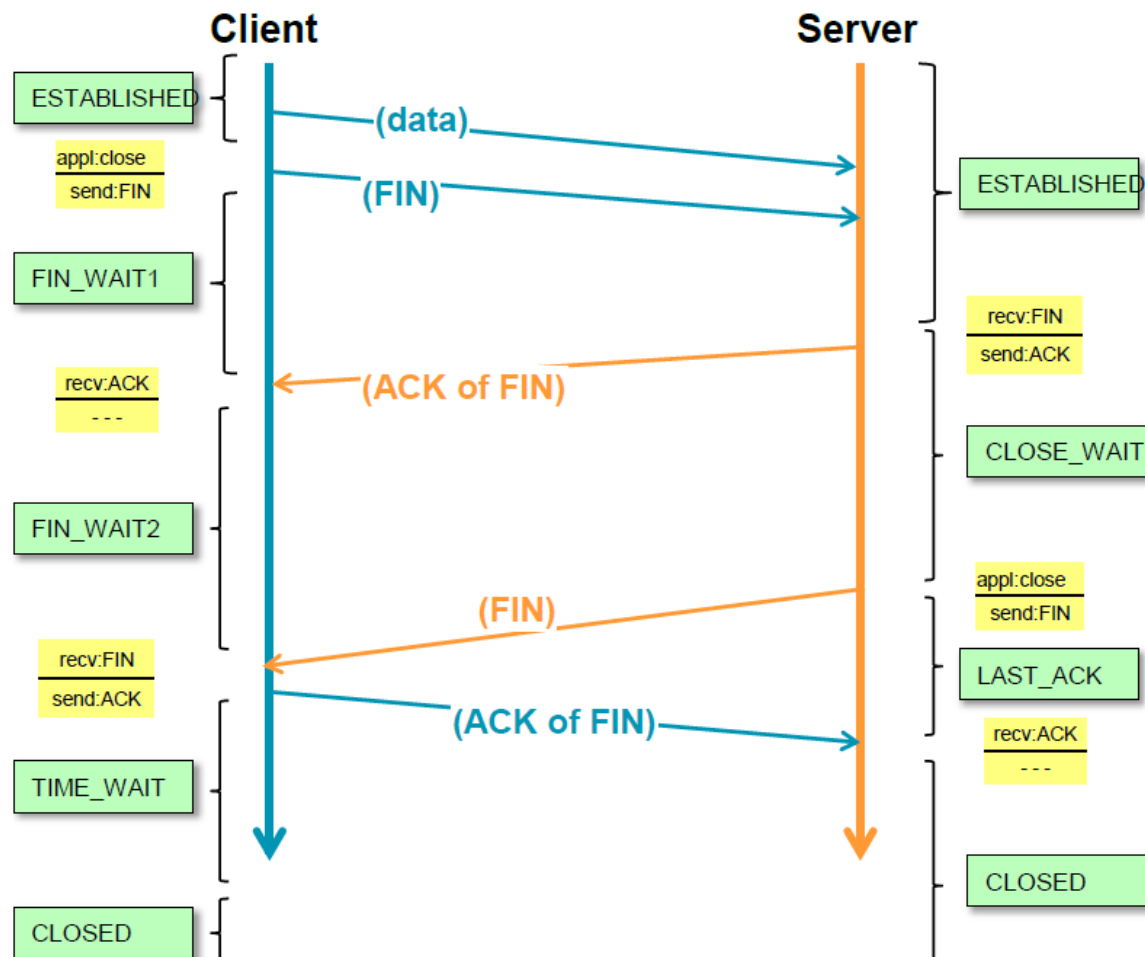 Client
Server
ESTABLISHED
(data)
appl:close
send:FIN
(FIN)
ESTABLISHED
FIN_WAIT1
recv:FIN
send:ACK
recv:ACK
---
(ACK of FIN)
CLOSE_WAIT
FIN_WAIT2
appl:close
send:FIN
(FIN)
recv:FIN
send:ACK
LAST_ACK
(ACK of FIN)
recv:ACK
---
TIME_WAIT
CLOSED
CLOSED